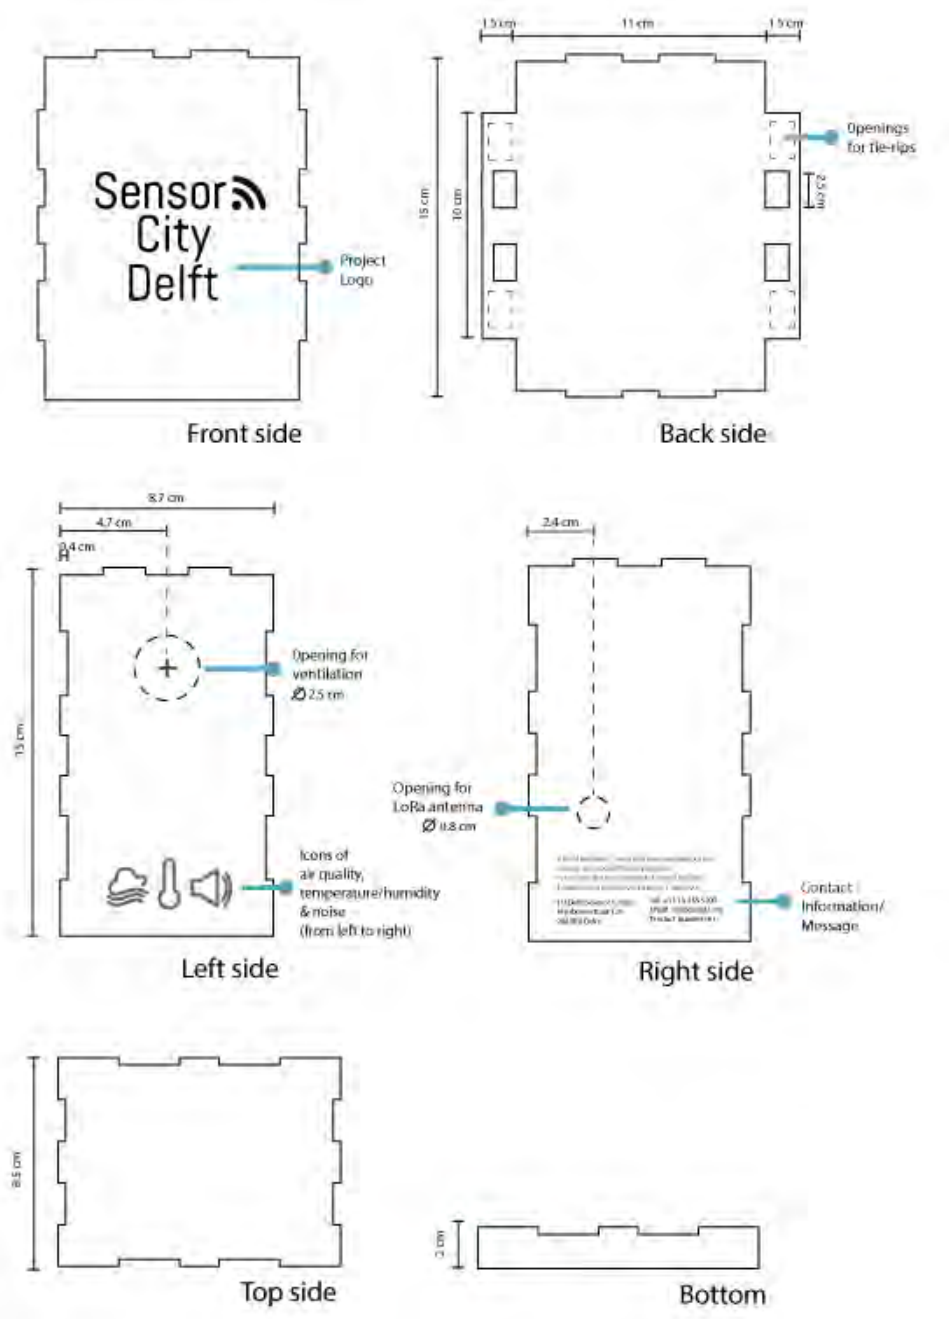 1.5 cm
11 cm
1.5 cm
Sensor
City
Delft
Project
Logo
15 cm
10 cm
2.5 cm
Openings
for tie-rips
Front side
Back side
8.7 cm
4.7 cm
0.4 cm
15 cm
Opening for
ventilation
Ø 2.5 cm
Icons of
air quality,
temperature/humidity
& noise
(from left to right)
Left side
2.4 cm
Opening for
LoRa antenna
Ø 0.8 cm
Contact
Information/
Message
Right side
8.5 cm
Top side
2 cm
Bottom